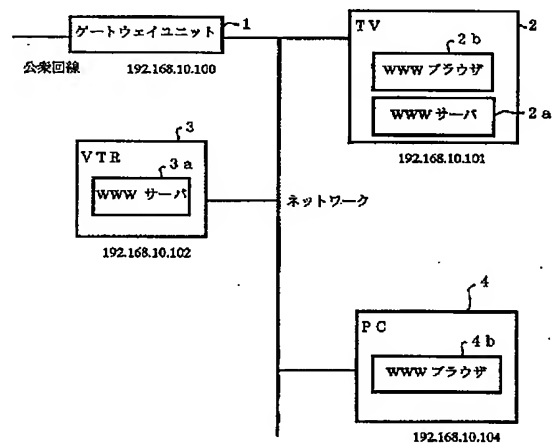 ゲートウェイユニット
1
公衆回線
192.168.10.100
TV
2
2b
WWW ブラウザ
WWW サーバ
2a
192.168.10.101
3
VTR
3a
WWW サーバ
192.168.10.102
ネットワーク
4
PC
4b
WWW ブラウザ
192.168.10.104